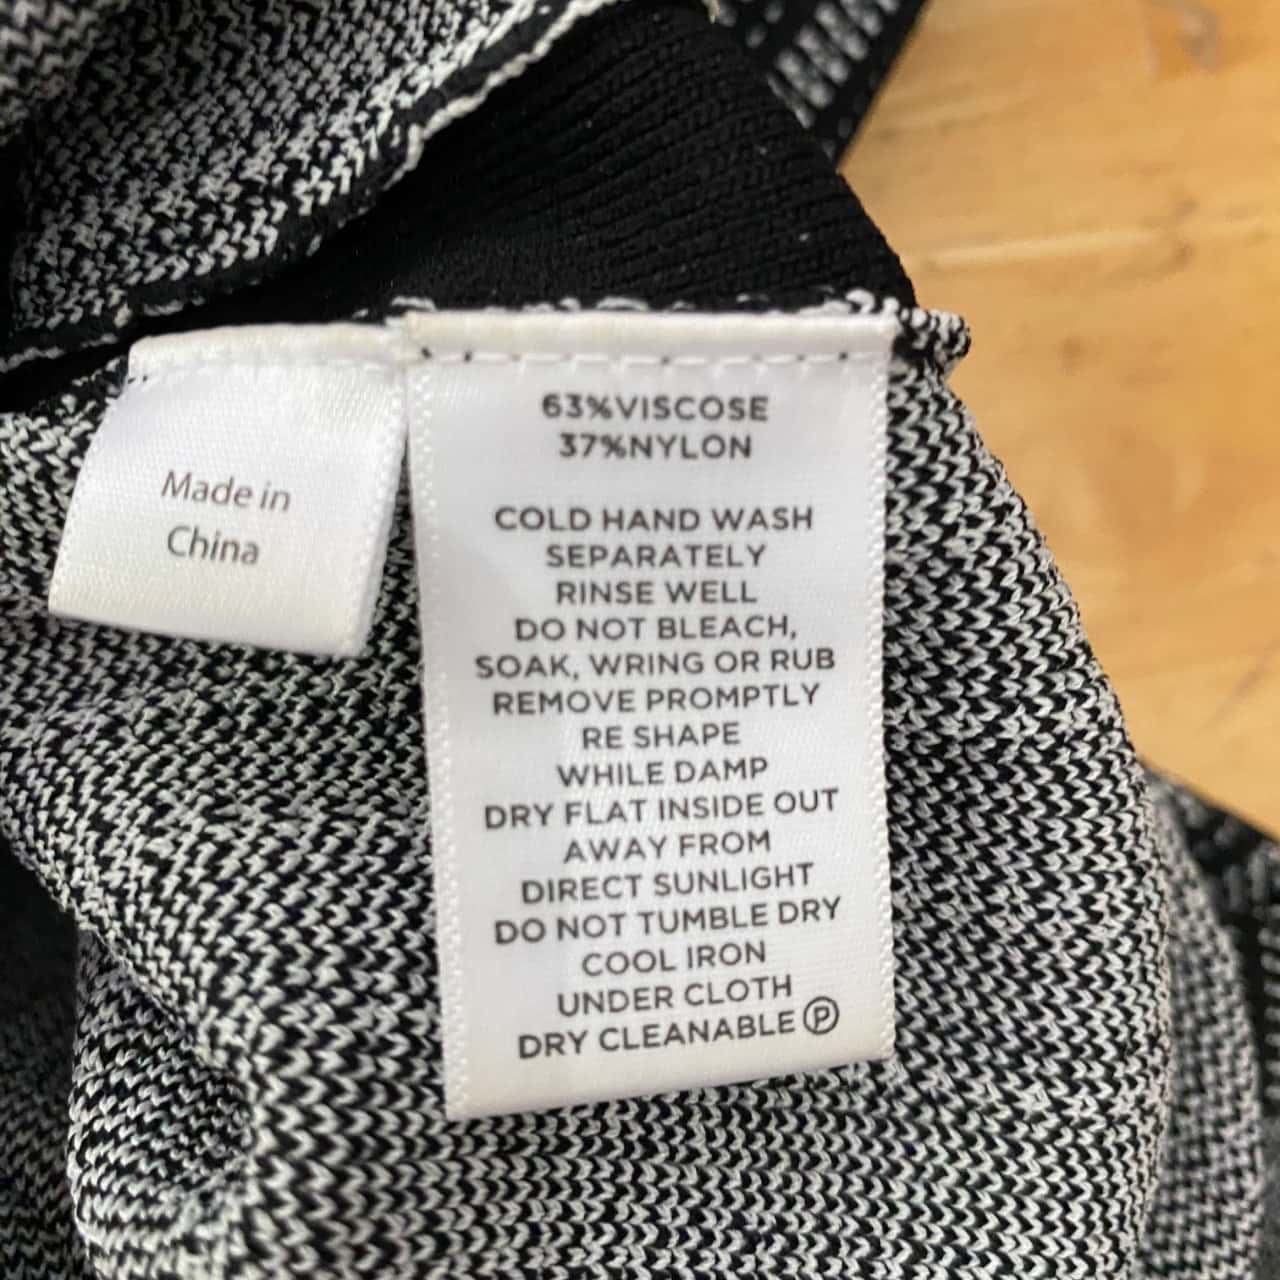 Made in
China
63%VISCOSE
37%NYLON
COLD HAND WASH
SEPARATELY
RINSE WELL
DO NOT BLEACH,
SOAK, WRING OR RUB
REMOVE PROMPTLY
RE SHAPE
WHILE DAMP
DRY FLAT INSIDE OUT
AWAY FROM
DIRECT SUNLIGHT
DO NOT TUMBLE DRY
COOL IRON
UNDER CLOTH
DRY CLEANABLE Ⓟ